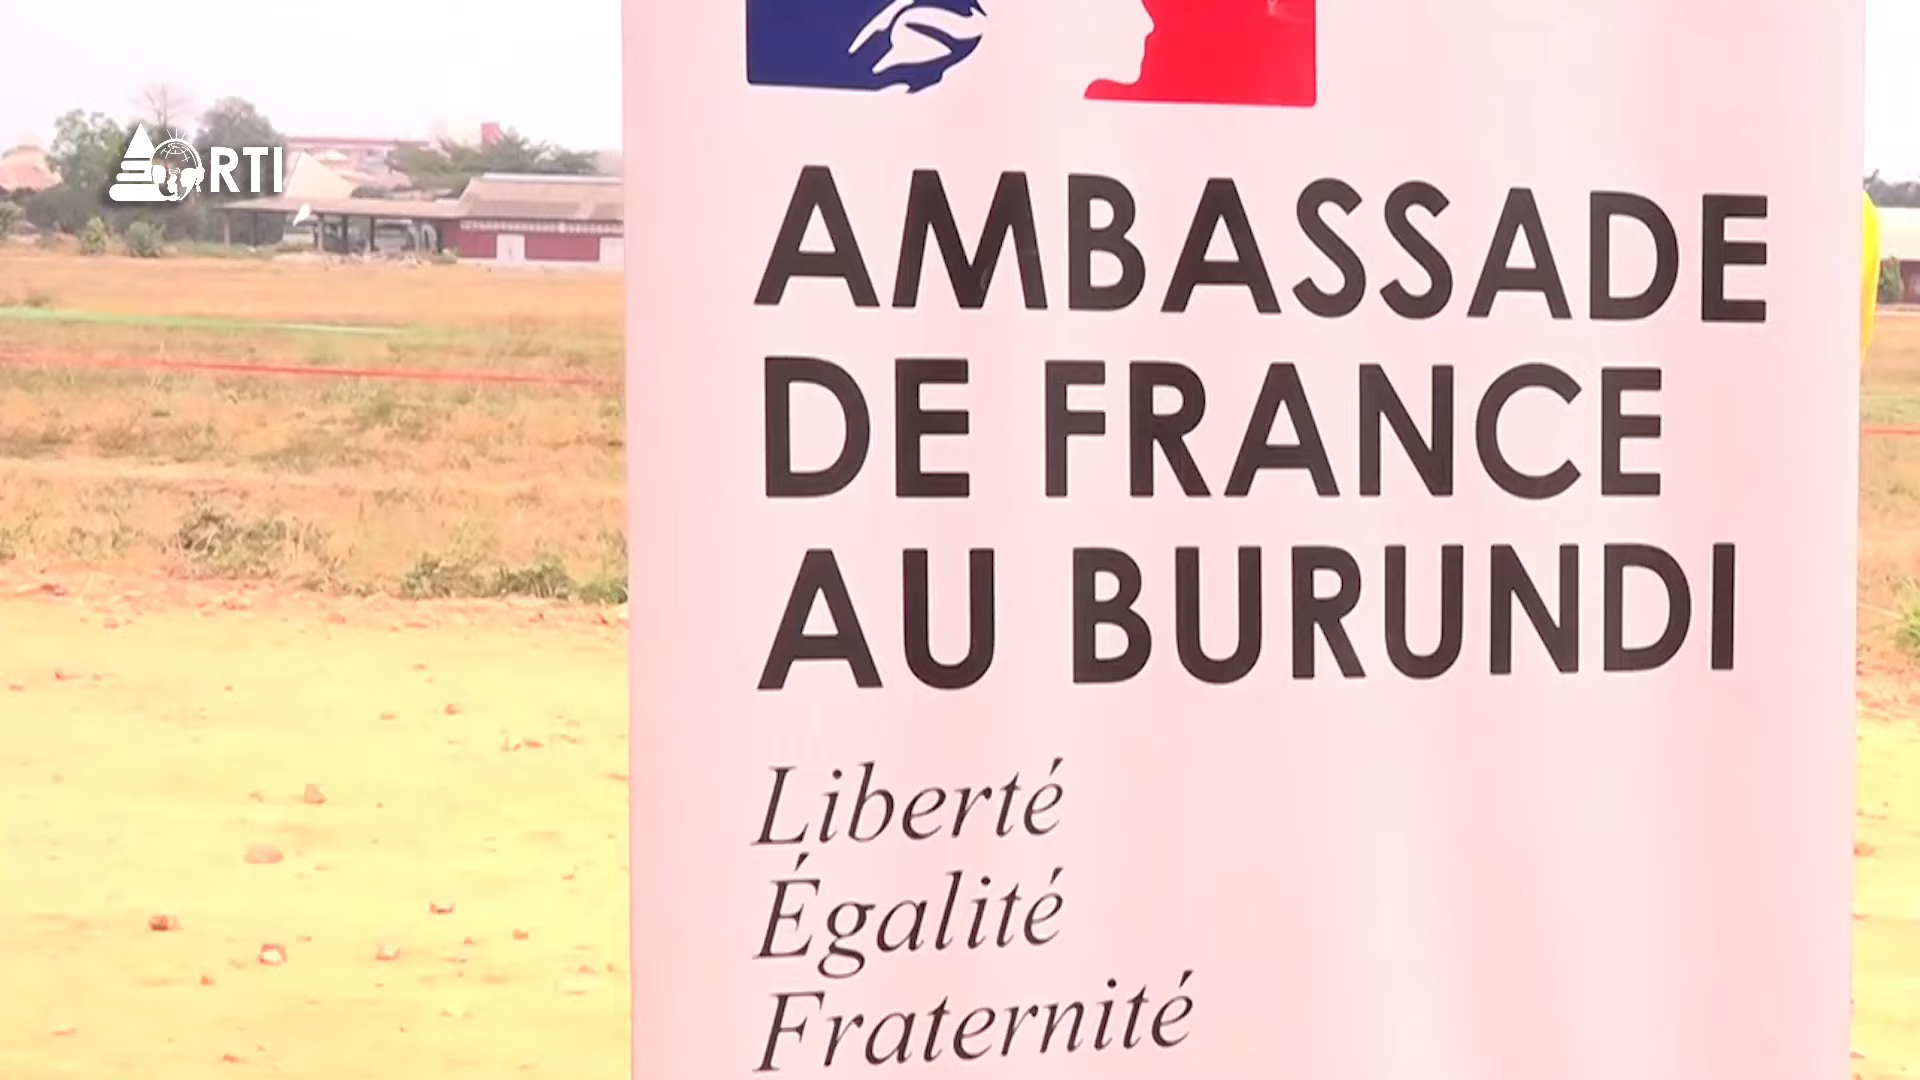 RTI
AMBASSADE
DE FRANCE
AU BURUNDI
Liberté
Égalité
Fraternité